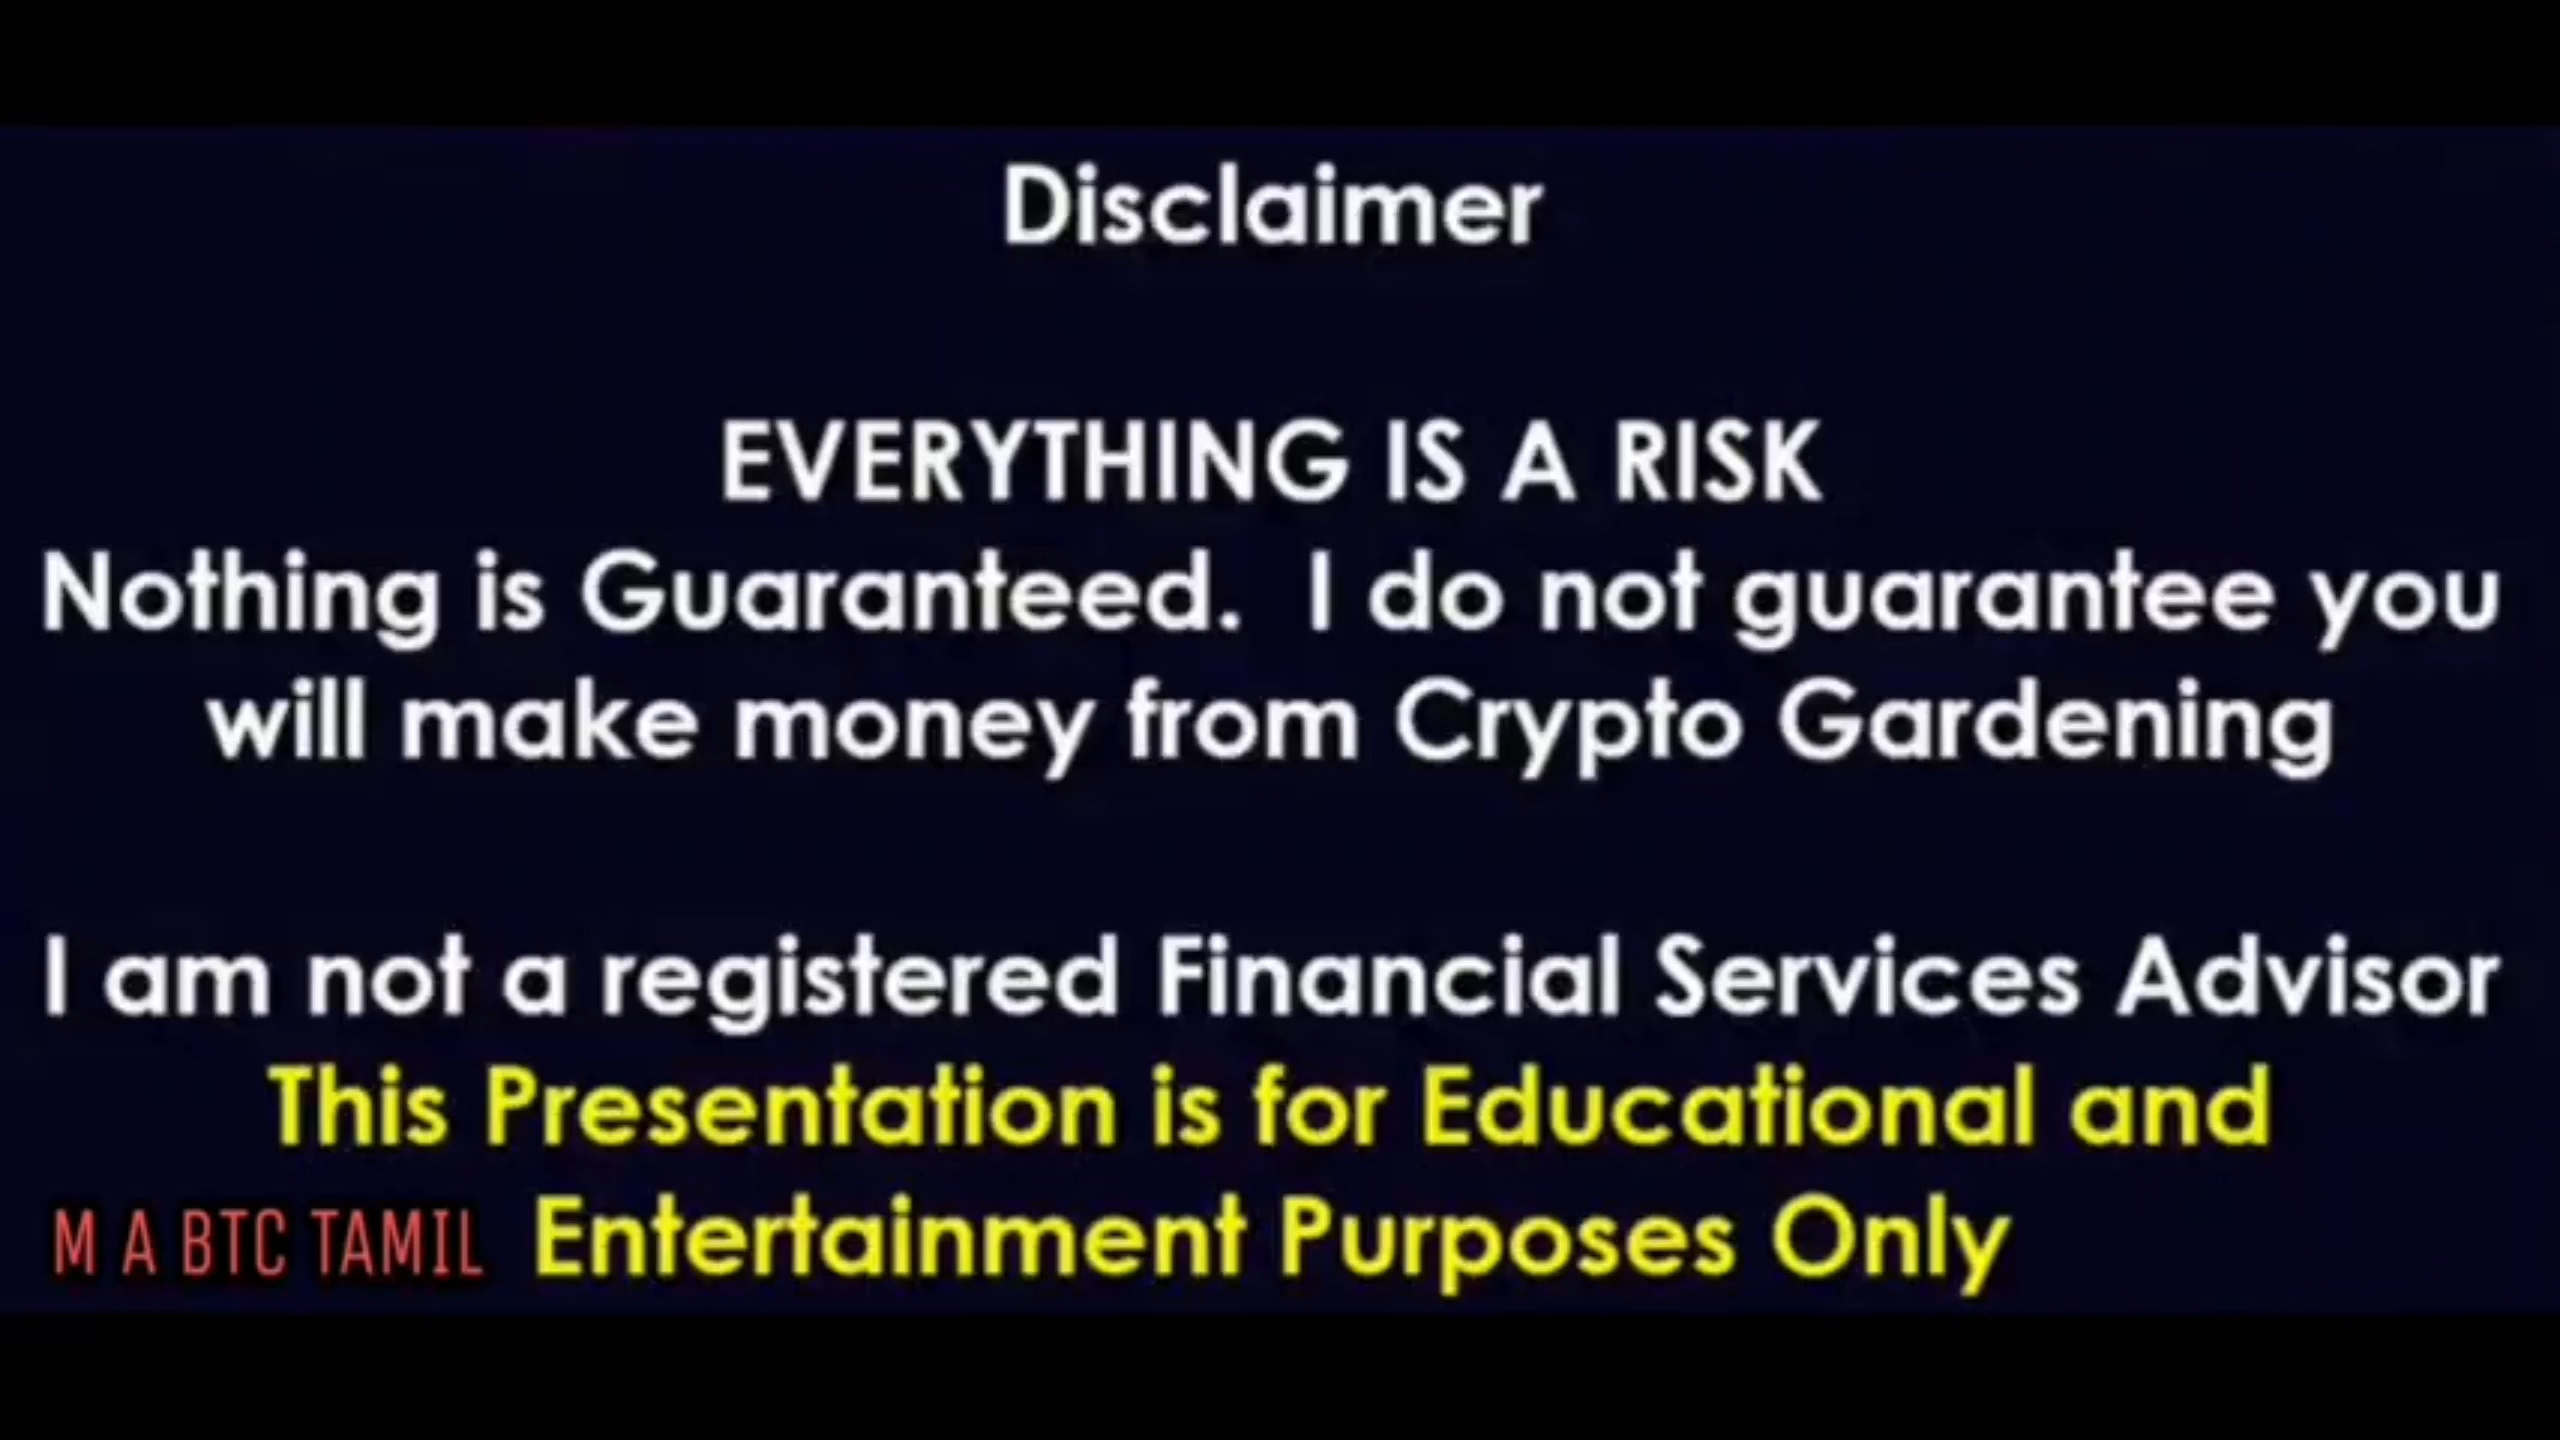 Disclaimer
EVERYTHING IS A RISK
Nothing is Guaranteed. I do not guarantee you
will make money from Crypto Gardening
I am not a registered Financial Services Advisor
This Presentation is for Educational and
Entertainment Purposes Only
M A BTC TAMIL